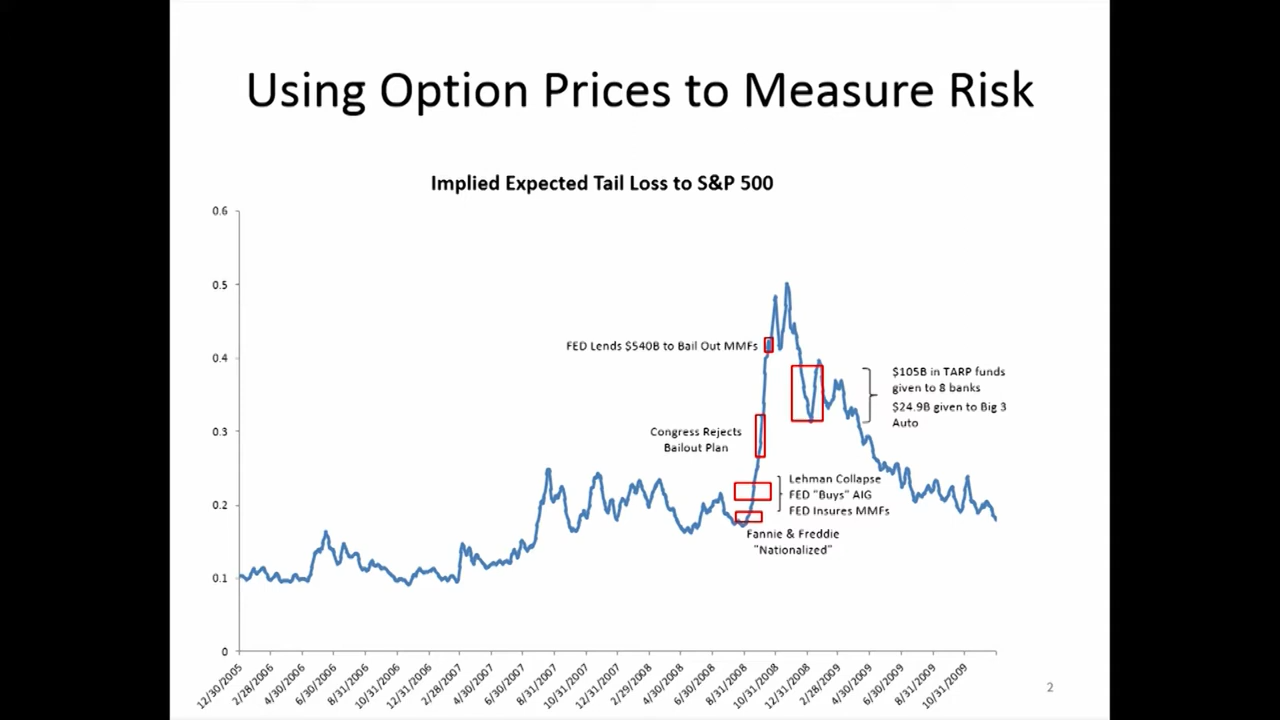 Using Option Prices to Measure Risk
Implied Expected Tail Loss to S&P 500
0.6
0.5
0.4
0.3
0.2
0.1
0
FED Lends $540B to Bail Out MMFs
Congress Rejects
Bailout Plan
$105B in TARP funds
given to 8 banks
$24.9B given to Big 3
Auto
Lehman Collapse
FED "Buys" AIG
FED Insures MMFs
Fannie & Freddie
"Nationalized"
12/30/2005
2/28/2006
4/30/2006
6/30/2006
8/31/2006
10/31/2006
12/31/2006
2/28/2007
4/30/2007
6/30/2007
8/31/2007
10/31/2007
12/31/2007
2/29/2008
4/30/2008
6/30/2008
8/31/2008
10/31/2008
12/31/2008
2/28/2009
4/30/2009
6/30/2009
8/31/2009
10/31/2009
2